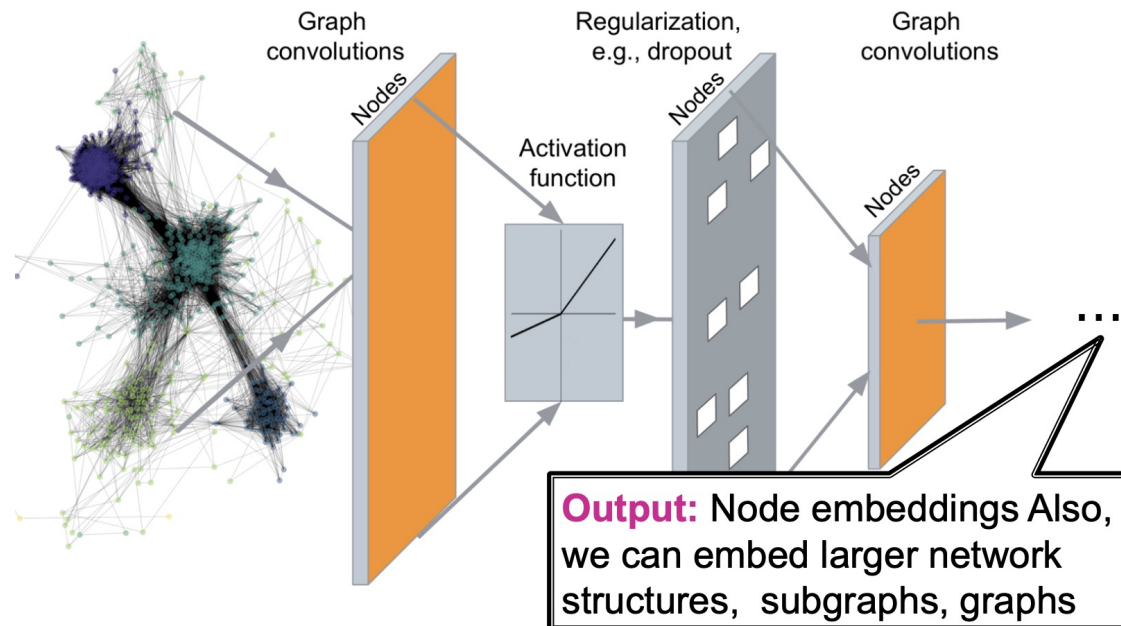 Graph
convolutions
Regularization,
e.g., dropout
Graph
convolutions
Nodes
Nodes
Activation
function
Nodes
...
Output: Node embeddings Also,
we can embed larger network
structures,  subgraphs, graphs